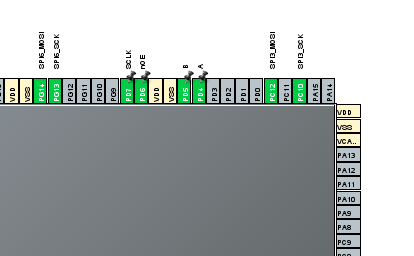 SPI6_MOSI
SPI6_SCK
SCLK
nOE
B
A
SPI3_MOSI
SPI3_SCK
VDD
VSS
PG14
PG13
PG12
PG11
PG10
PG9
PD7
PD6
VDD
VSS
PD5
PD4
PD3
PD2
PD1
PD0
PC12
PC11
PC10
PA15
PA14
VDD
VSS
VCA..
PA13
PA12
PA11
PA10
PA9
PA8
PC9